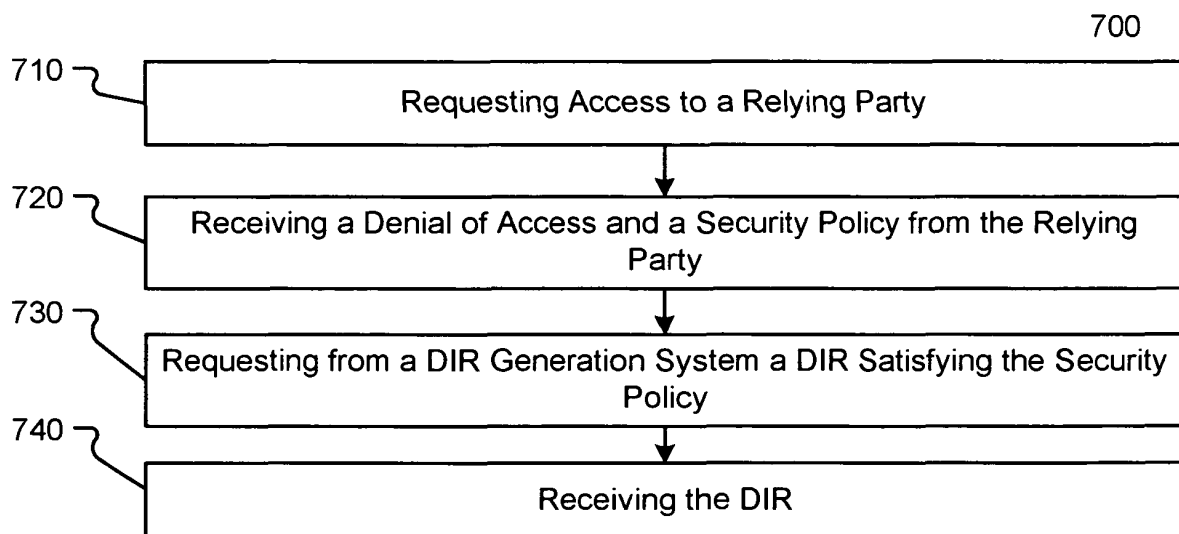 700
710
Requesting Access to a Relying Party
720
Receiving a Denial of Access and a Security Policy from the Relying
Party
730
Requesting from a DIR Generation System a DIR Satisfying the Security
Policy
740
Receiving the DIR